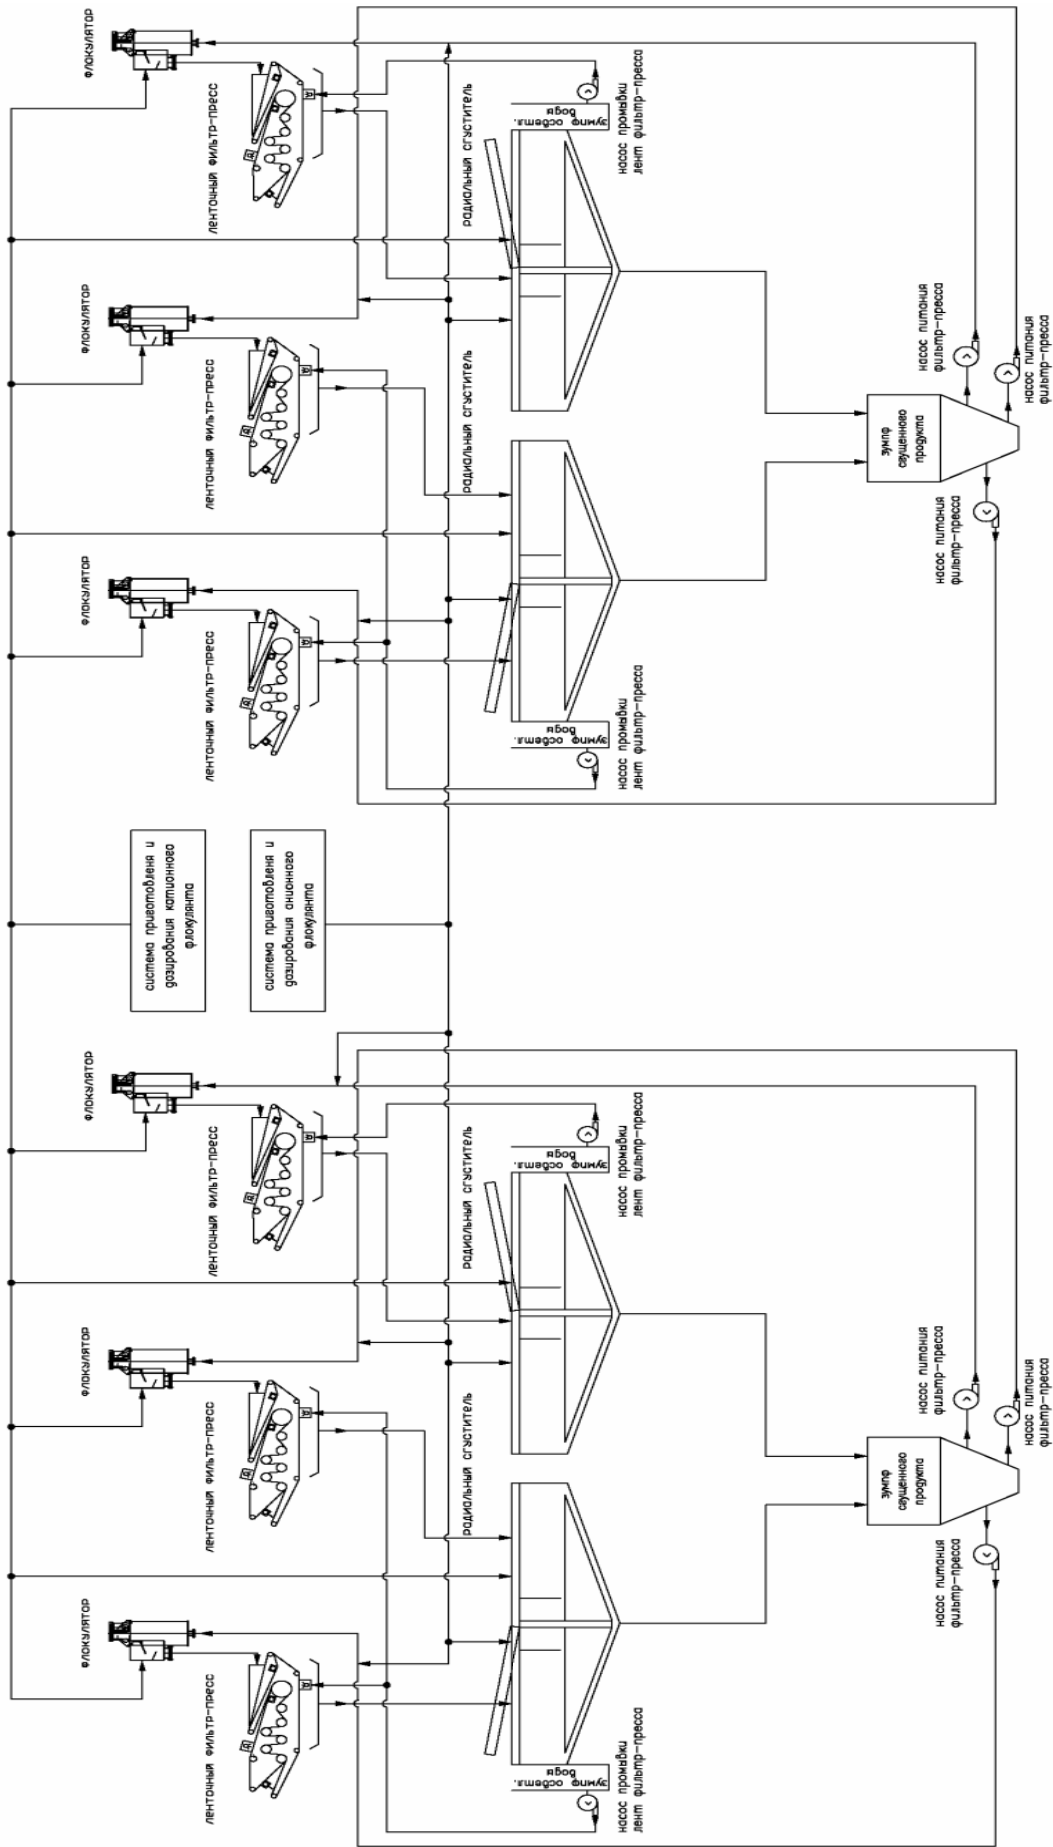 ФЛОКУЛЯТОР
ФЛОКУЛЯТОР
ФЛОКУЛЯТОР
ФЛОКУЛЯТОР
ФЛОКУЛЯТОР
ФЛОКУЛЯТОР
система приготовленя и
дозирования катионного
флокулянта
ЛЕНТОЧНЫЙ ФИЛЬТР-ПРЕСС
ЛЕНТОЧНЫЙ ФИЛЬТР-ПРЕСС
ЛЕНТОЧНЫЙ ФИЛЬТР-ПРЕСС
ЛЕНТОЧНЫЙ ФИЛЬТР-ПРЕСС
ЛЕНТОЧНЫЙ ФИЛЬТР-ПРЕСС
ЛЕНТОЧНЫЙ ФИЛЬТР-ПРЕСС
система приготовленя и
дозирования анионного
флокулянта
РАДИАЛЬНЫЙ СГУСТИТЕЛЬ
РАДИАЛЬНЫЙ СГУСТИТЕЛЬ
РАДИАЛЬНЫЙ СГУСТИТЕЛЬ
РАДИАЛЬНЫЙ СГУСТИТЕЛЬ
зумпф осветл.
воды
зумпф осветл.
воды
зумпф осветл.
воды
зумпф осветл.
воды
насос промывки
лент фильтр-пресса
насос промывки
лент фильтр-пресса
насос промывки
лент фильтр-пресса
насос промывки
лент фильтр-пресса
зумпф
сгущенного
продукта
зумпф
сгущенного
продукта
насос питания
фильтр-пресса
насос питания
фильтр-пресса
насос питания
фильтр-пресса
насос питания
фильтр-пресса
насос питания
фильтр-пресса
насос питания
фильтр-пресса